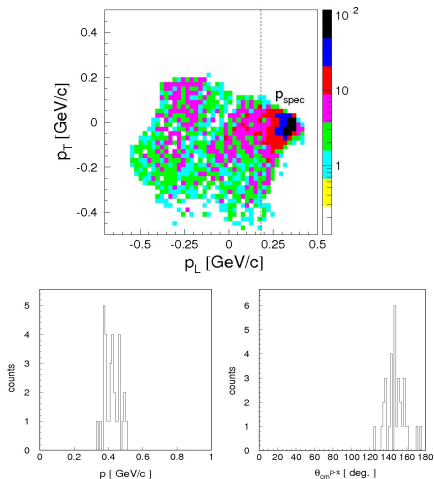 10 2
10
1
0.4
0.2
0
-0.2
-0.4
p_T [GeV/c]
p_spec
-0.5 -0.25 0 0.25 0.5
p_L [GeV/c]
5
4
3
2
1
0
counts
0 0.2 0.4 0.6 0.8 1
p [ GeV/c ]
6
5
4
3
2
1
0
counts
0 20 40 60 80 100 120 140 160 180
θ_cm^p-π [ deg. ]